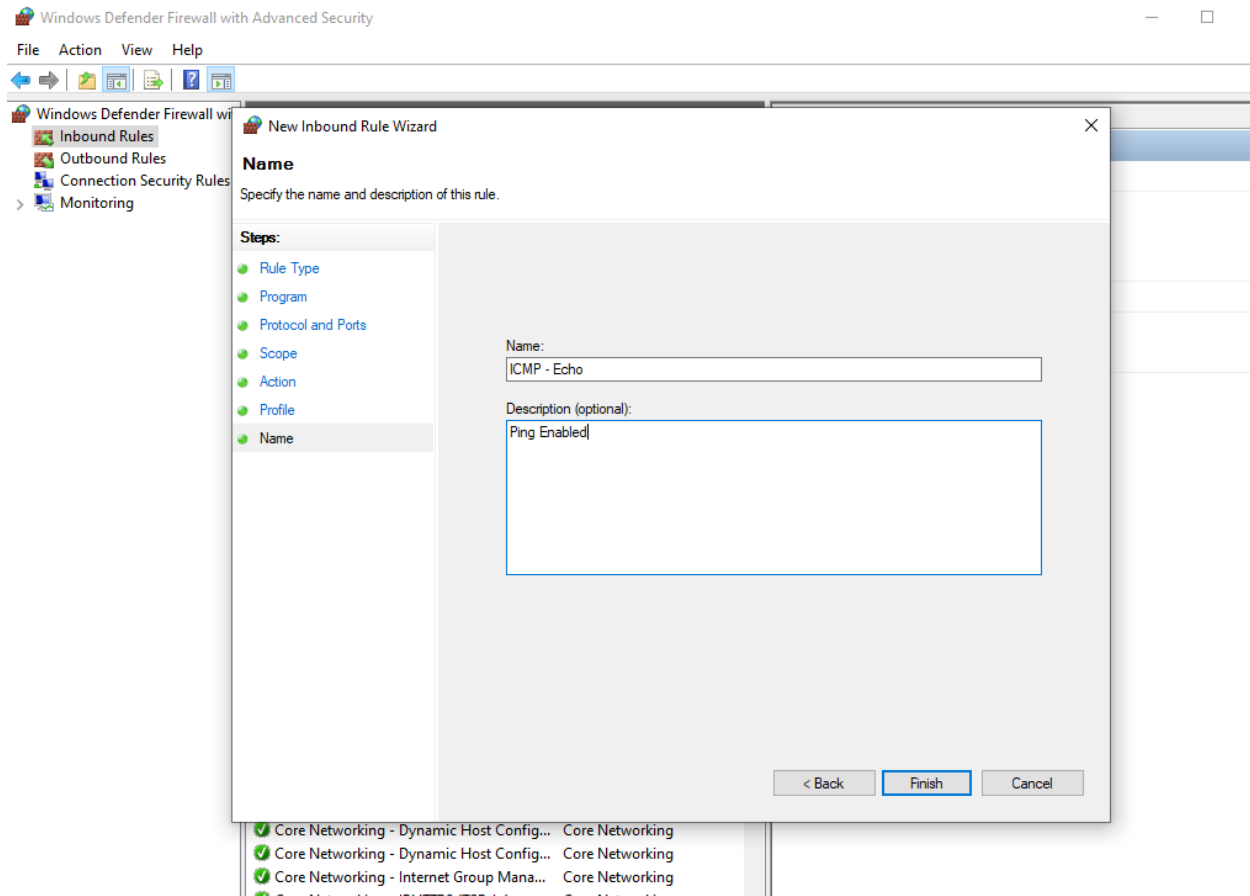 Windows Defender Firewall with Advanced Security
File Action View Help
Windows Defender Firewall wi
Inbound Rules
Outbound Rules
Connection Security Rules
Monitoring
New Inbound Rule Wizard
Name
Specify the name and description of this rule.
Steps:
Rule Type
Program
Protocol and Ports
Scope
Action
Profile
Name
Name:
ICMP - Echo
Description (optional):
Ping Enabled
< Back Finish Cancel
Core Networking - Dynamic Host Config... Core Networking
Core Networking - Dynamic Host Config... Core Networking
Core Networking - Internet Group Mana... Core Networking